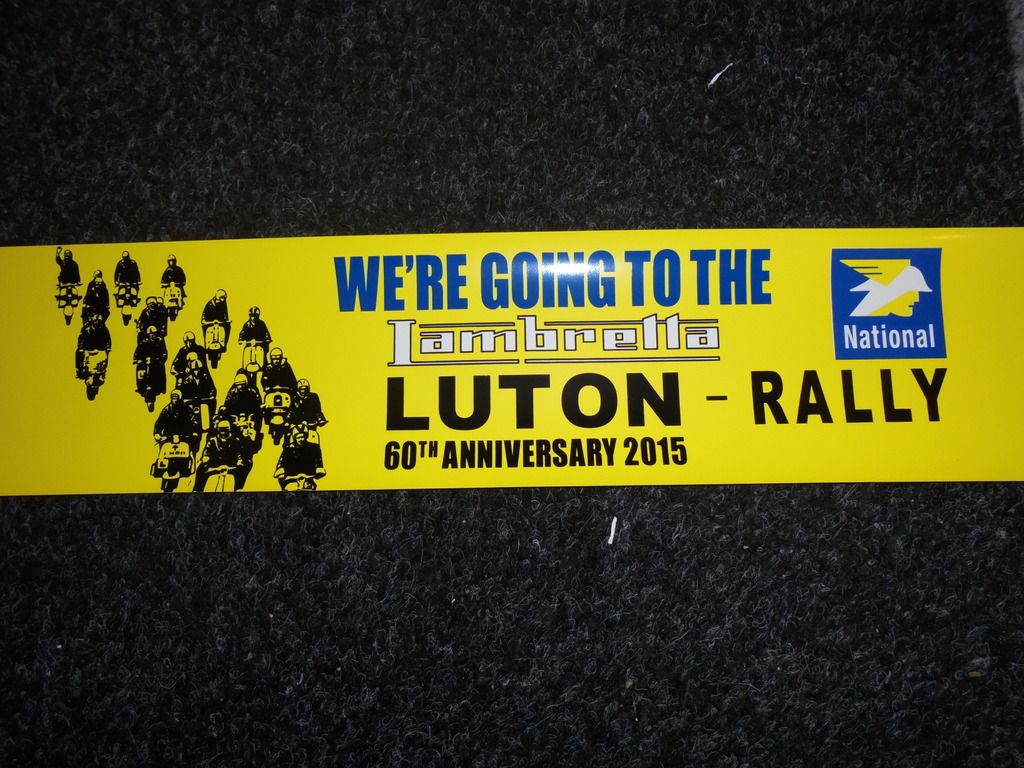 WE'RE GOING TO THE
Lambretta
LUTON - RALLY
60TH ANNIVERSARY 2015
National